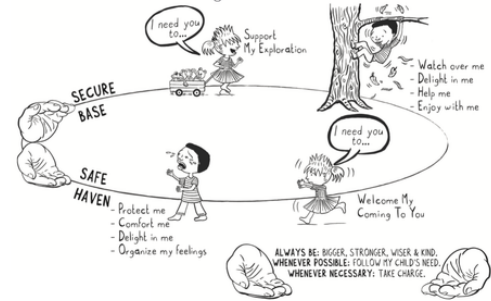 I need you
to...
Support
My Exploration
- Watch over me
- Delight in me
- Help me
- Enjoy with me
SECURE
BASE
I need you
to...
SAFE
HAVEN
- Protect me
- Comfort me
- Delight in me
- Organize my feelings
Welcome My
Coming To You
ALWAYS BE: BIGGER, STRONGER, WISER & KIND.
WHENEVER POSSIBLE: FOLLOW MY CHILD'S NEED.
WHENEVER NECESSARY: TAKE CHARGE.